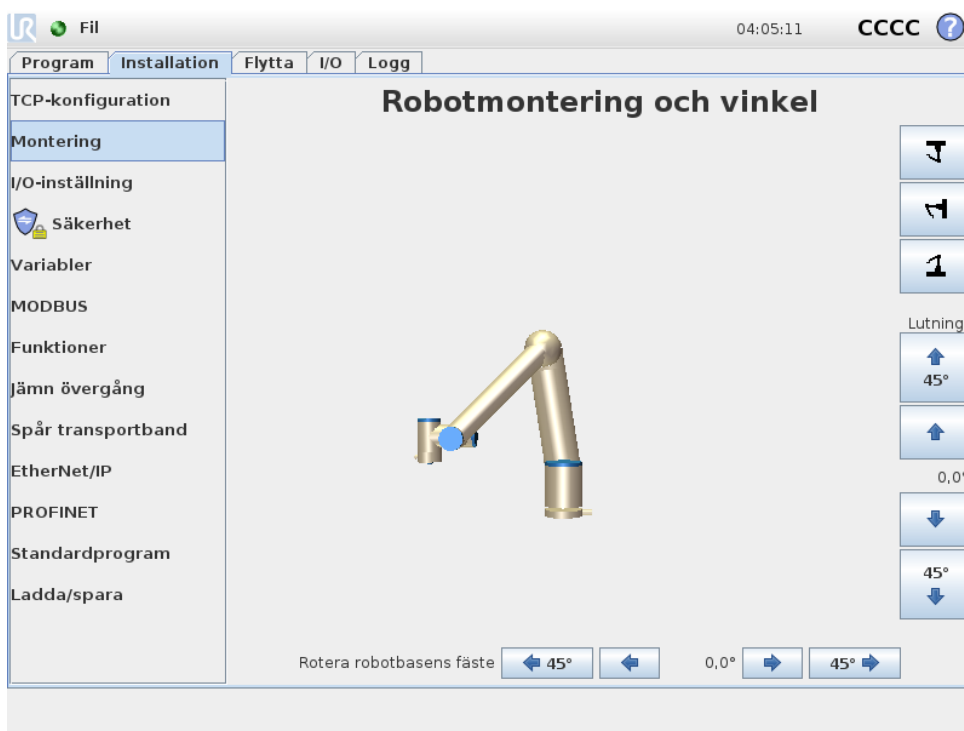 UR Fil 04:05:11 CCCC ?
Program Installation Flytta I/O Logg
TCP-konfiguration
Montering
I/O-inställning
Säkerhet
Variabler
MODBUS
Funktioner
Jämn övergång
Spår transportband
EtherNet/IP
PROFINET
Standardprogram
Ladda/spara
Robotmontering och vinkel
Lutning
45°
0,0°
45°
Rotera robotbasens fäste 45° 0,0° 45°